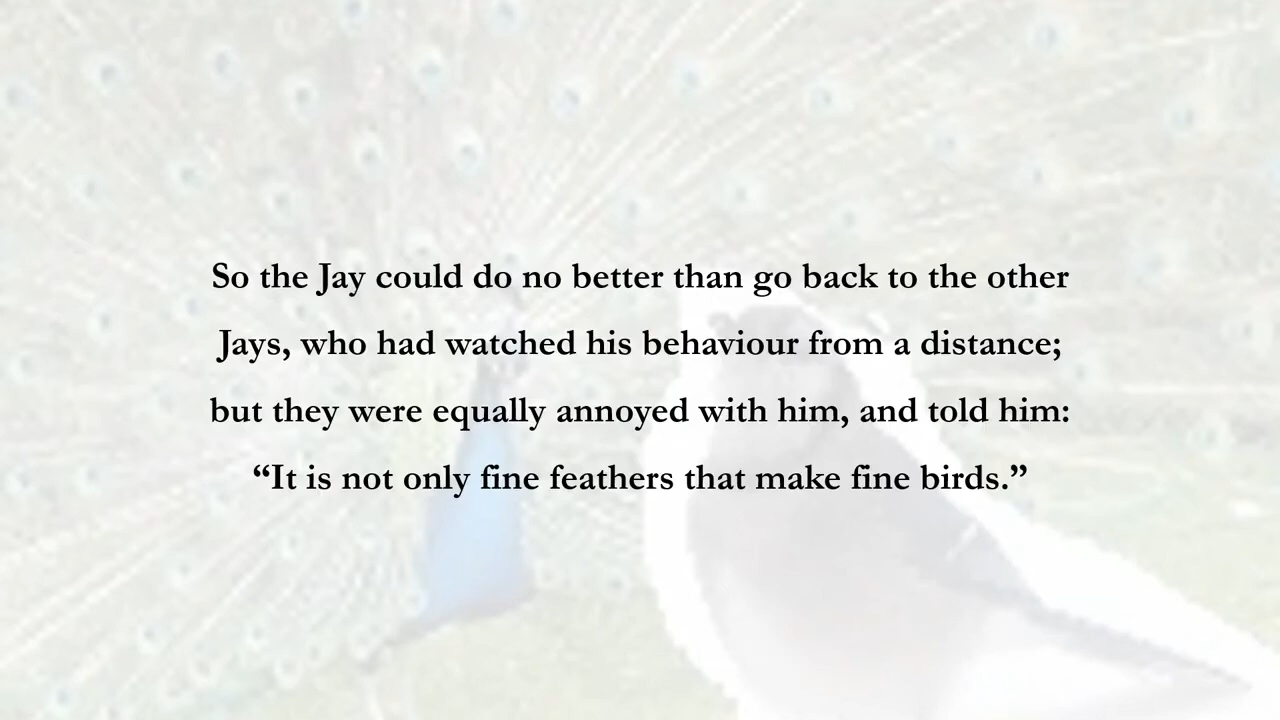 So the Jay could do no better than go back to the other
Jays, who had watched his behaviour from a distance;
but they were equally annoyed with him, and told him:
“It is not only fine feathers that make fine birds.”